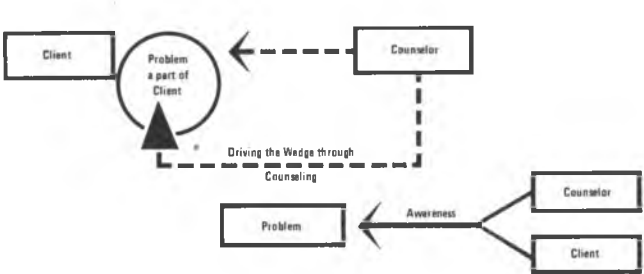 Client
Problem
a part of
Client
Counselor
Driving the Wedge through
Counseling
Counselor
Awareness
Problem
Client